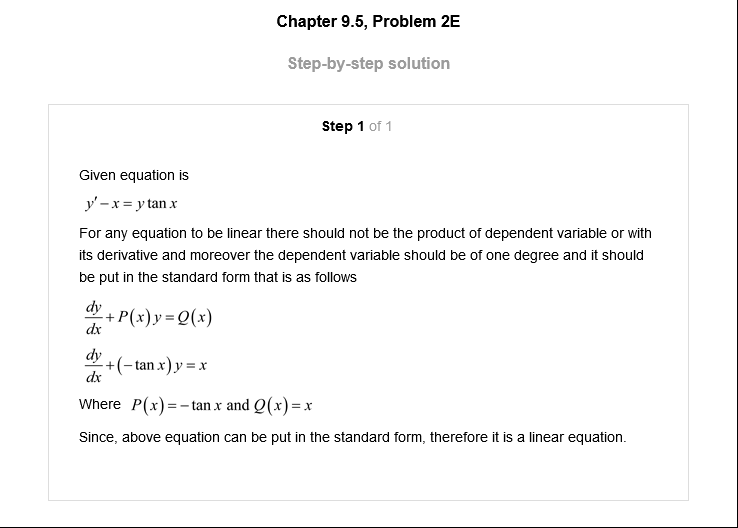 Chapter 9.5, Problem 2E
Step-by-step solution
Step 1 of 1
Given equation is
y′ – x = y tan x
For any equation to be linear there should not be the product of dependent variable or with
its derivative and moreover the dependent variable should be of one degree and it should
be put in the standard form that is as follows
dy/dx + P(x) y = Q(x)
dy/dx + (– tan x) y = x
Where P(x) = – tan x and Q(x) = x
Since, above equation can be put in the standard form, therefore it is a linear equation.